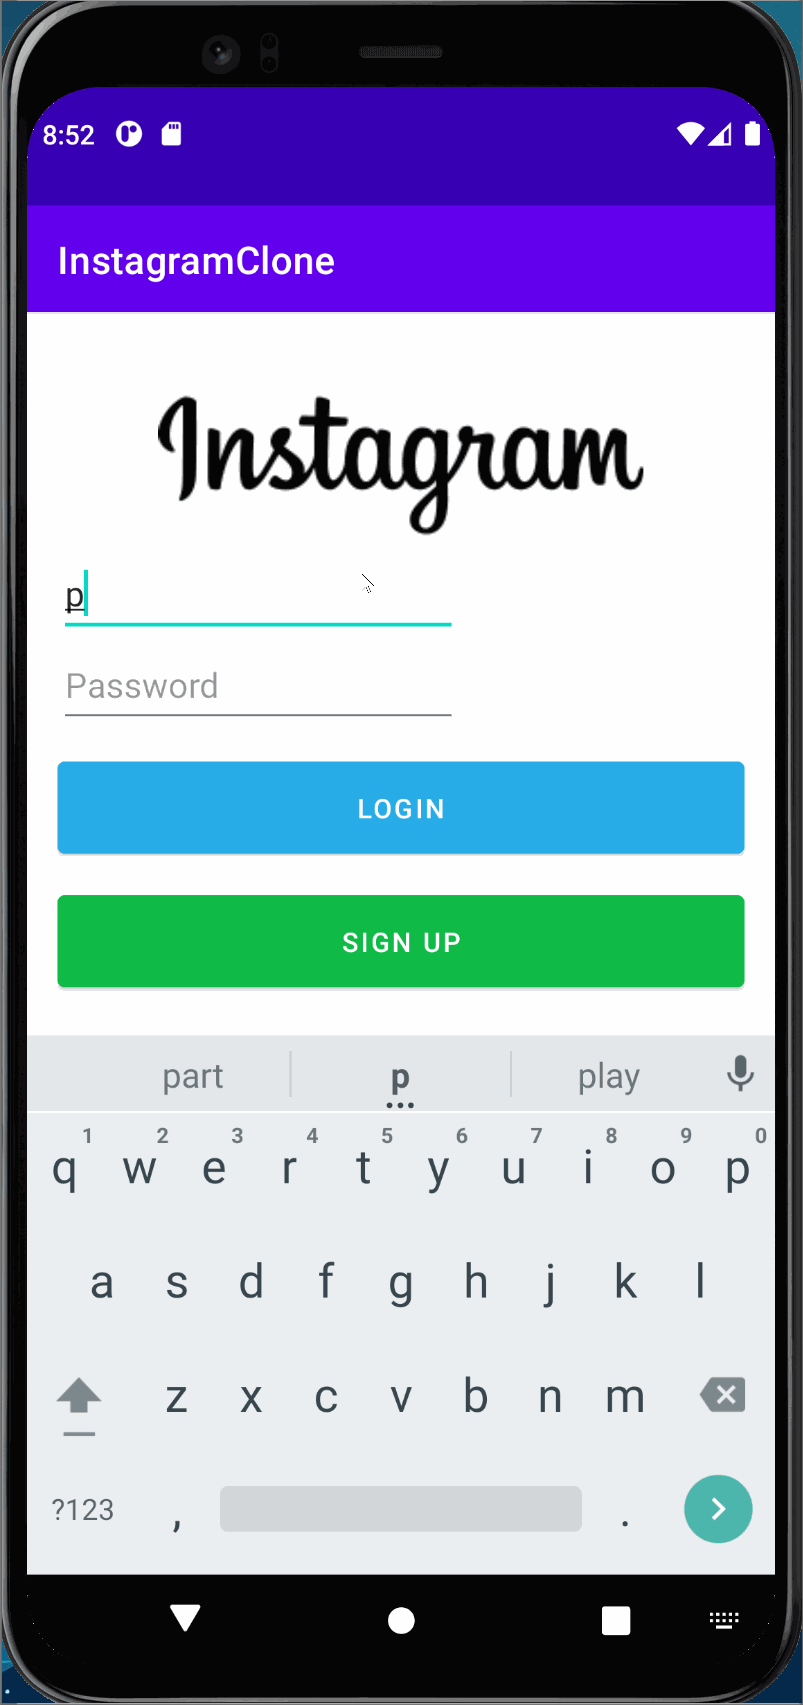 8:52
InstagramClone
Instagram
p
Password
LOGIN
SIGN UP
part p play
1 2 3 4 5 6 7 8 9 0
q w e r t y u i o p
a s d f g h j k l
z x c v b n m
?123 , .